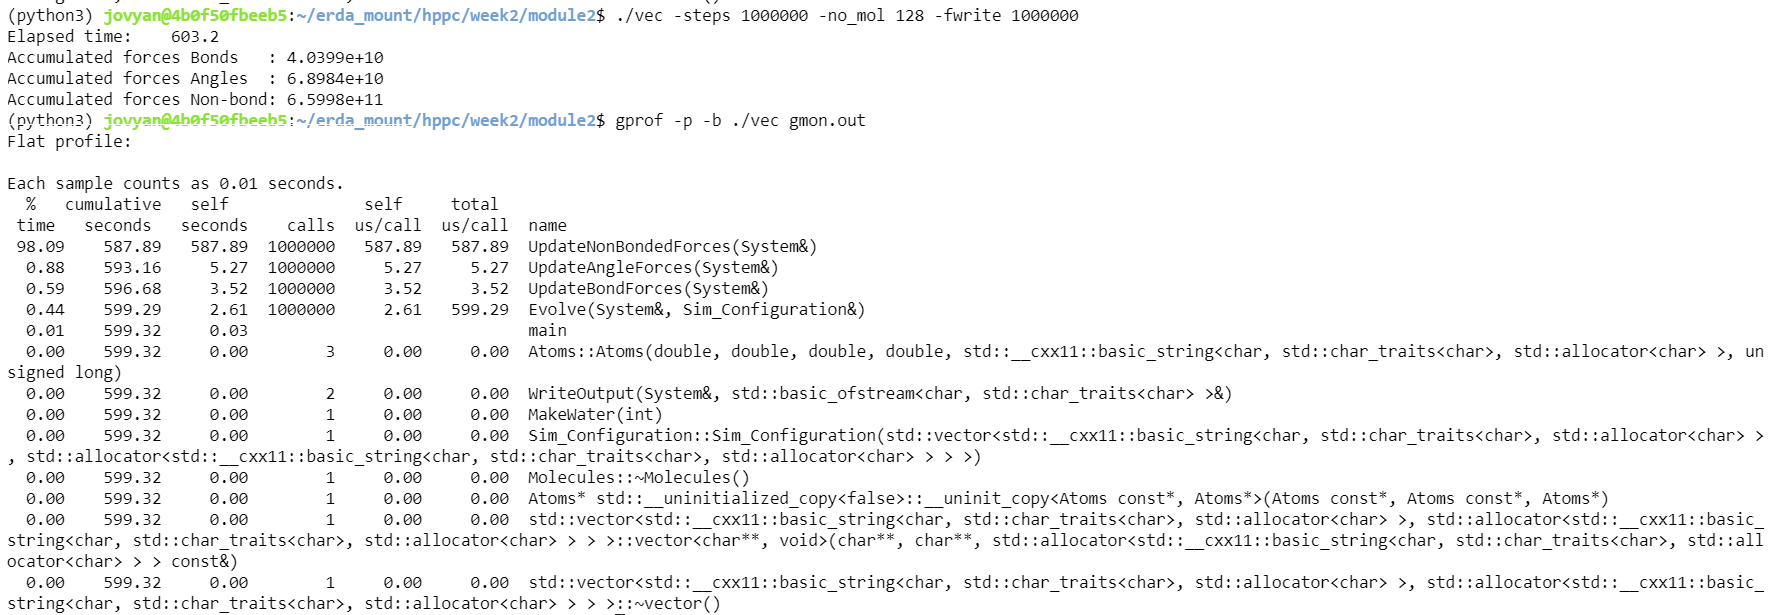 (python3) jovyan@4b0f50fbeeb5:~/erda_mount/hppc/week2/module2$ ./vec -steps 1000000 -no_mol 128 -fwrite 1000000
Elapsed time:    603.2
Accumulated forces Bonds   : 4.0399e+10
Accumulated forces Angles  : 6.8984e+10
Accumulated forces Non-bond: 6.5998e+11
(python3) jovyan@4b0f50fbeeb5:~/erda_mount/hppc/week2/module2$ gprof -p -b ./vec gmon.out
Flat profile:

Each sample counts as 0.01 seconds.
  %   cumulative   self              self     total
 time   seconds   seconds    calls  us/call  us/call  name
 98.09    587.89   587.89  1000000   587.89   587.89  UpdateNonBondedForces(System&)
  0.88    593.16     5.27  1000000     5.27     5.27  UpdateAngleForces(System&)
  0.59    596.68     3.52  1000000     3.52     3.52  UpdateBondForces(System&)
  0.44    599.29     2.61  1000000     2.61   599.29  Evolve(System&, Sim_Configuration&)
  0.01    599.32     0.03                             main
  0.00    599.32     0.00        3     0.00     0.00  Atoms::Atoms(double, double, double, double, std::__cxx11::basic_string<char, std::char_traits<char>, std::allocator<char> >, un
signed long)
  0.00    599.32     0.00        2     0.00     0.00  WriteOutput(System&, std::basic_ofstream<char, std::char_traits<char> >&)
  0.00    599.32     0.00        1     0.00     0.00  MakeWater(int)
  0.00    599.32     0.00        1     0.00     0.00  Sim_Configuration::Sim_Configuration(std::vector<std::__cxx11::basic_string<char, std::char_traits<char>, std::allocator<char> >
, std::allocator<std::__cxx11::basic_string<char, std::char_traits<char>, std::allocator<char> > > >)
  0.00    599.32     0.00        1     0.00     0.00  Molecules::~Molecules()
  0.00    599.32     0.00        1     0.00     0.00  Atoms* std::__uninitialized_copy<false>::__uninit_copy<Atoms const*, Atoms*>(Atoms const*, Atoms const*, Atoms*)
  0.00    599.32     0.00        1     0.00     0.00  std::vector<std::__cxx11::basic_string<char, std::char_traits<char>, std::allocator<char> >, std::allocator<std::__cxx11::basic_
string<char, std::char_traits<char>, std::allocator<char> > > >::vector<char**, void>(char**, char**, std::allocator<std::__cxx11::basic_string<char, std::char_traits<char>, std::all
ocator<char> > > const&)
  0.00    599.32     0.00        1     0.00     0.00  std::vector<std::__cxx11::basic_string<char, std::char_traits<char>, std::allocator<char> >, std::allocator<std::__cxx11::basic_
string<char, std::char_traits<char>, std::allocator<char> > > >::~vector()